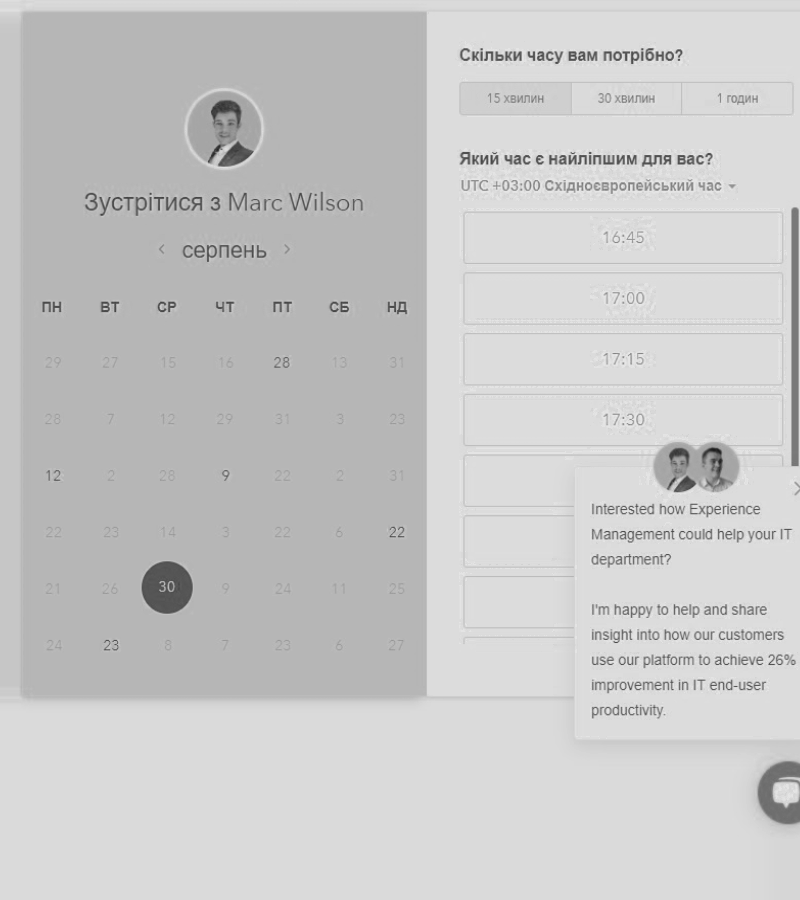 Зустрітися з Marc Wilson
серпень
ПН ВТ СР ЧТ ПТ СБ НД
29 27 15 16 28 13 31
28 7 12 29 31 3 23
12 2 28 9 22 2 31
22 23 14 3 22 6 22
21 26 30 9 24 11 25
24 23 8 7 23 6 27
Скільки часу вам потрібно?
15 хвилин 30 хвилин 1 годин
Який час є найліпшим для вас?
UTC +03:00 Східноєвропейський час
16:45
17:00
17:15
17:30
Interested how Experience
Management could help your IT
department?
I'm happy to help and share
insight into how our customers
use our platform to achieve 26%
improvement in IT end-user
productivity.